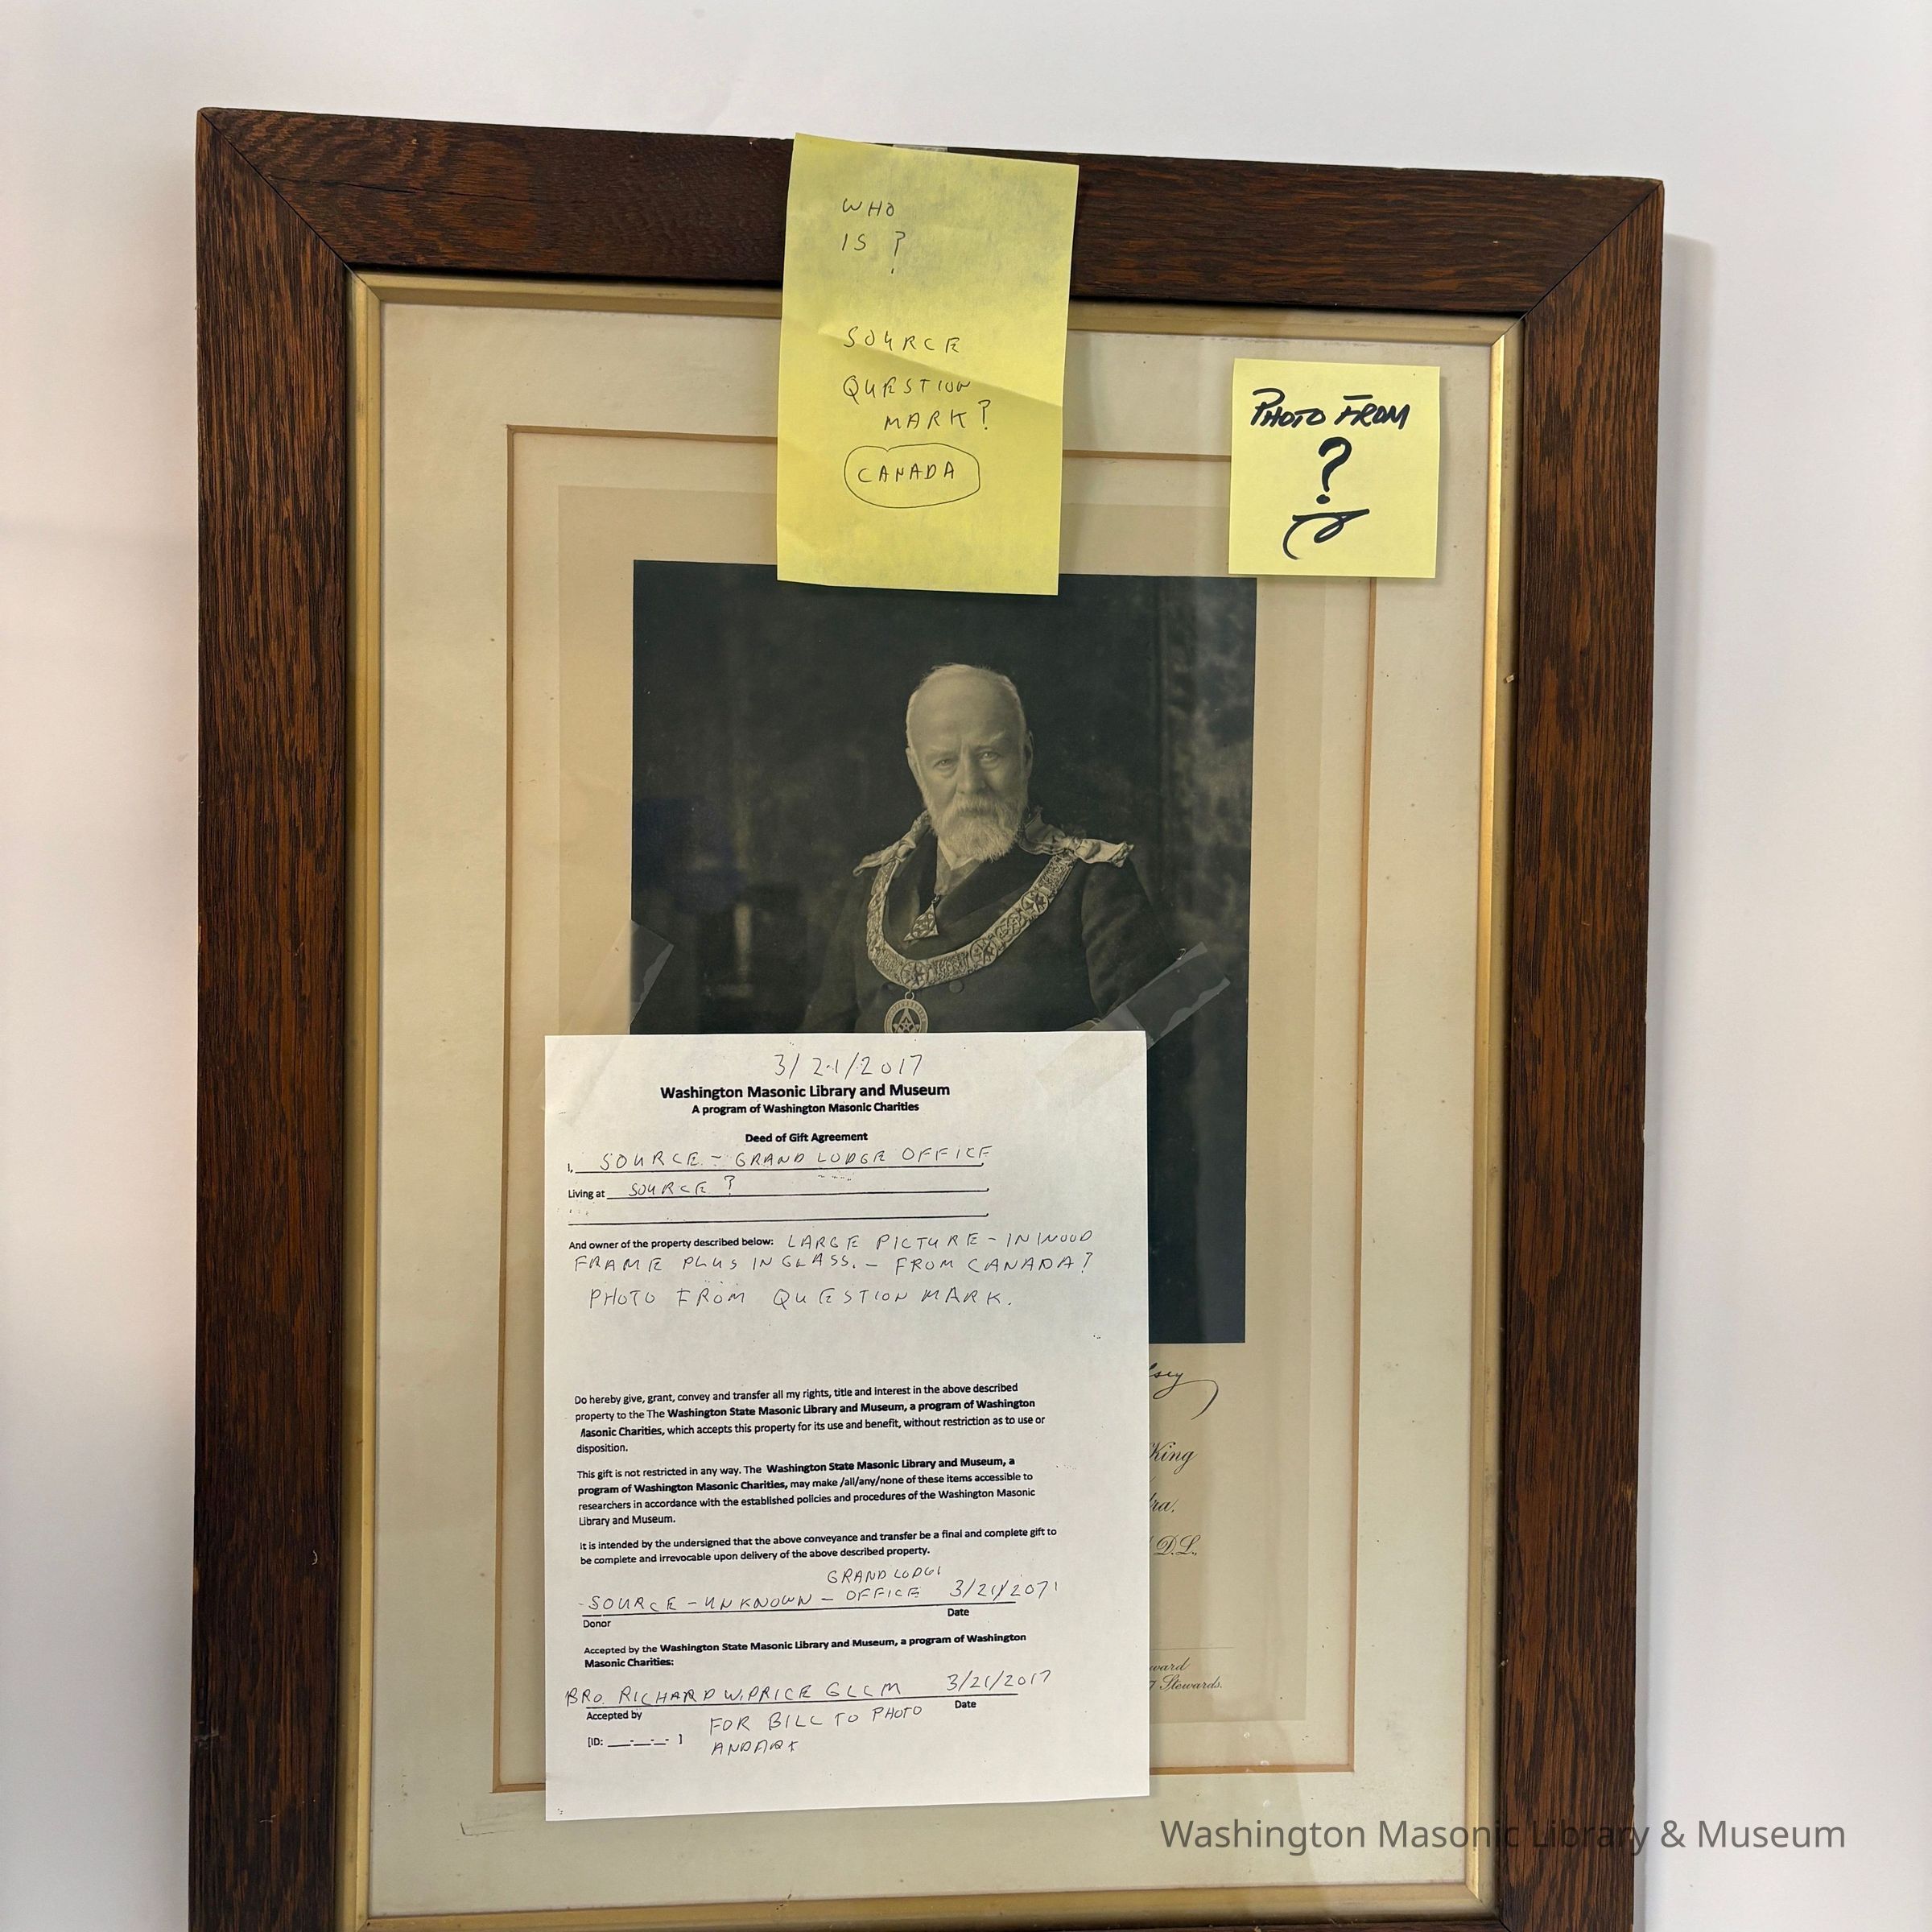 WHO
IS ?
SOURCE
QUESTION
MARK?
CANADA
PHOTO FROM
?
3/21/2017
Washington Masonic Library and Museum
A program of Washington Masonic Charities
Deed of Gift Agreement
I, SOURCE - GRAND LODGE OFFICE
Living at SOURCE ?
And owner of the property described below: LARGE PICTURE - IN WOOD
FRAME PLUS IN GLASS. - FROM CANADA?
PHOTO FROM QUESTION MARK.
Do hereby give, grant, convey and transfer all my rights, title and interest in the above described
property to the The Washington State Masonic Library and Museum, a program of Washington
Masonic Charities, which accepts this property for its use and benefit, without restriction as to use or
disposition.
This gift is not restricted in any way. The Washington State Masonic Library and Museum, a
program of Washington Masonic Charities, may make /all/any/none of these items accessible to
researchers in accordance with the established policies and procedures of the Washington Masonic
Library and Museum.
It is intended by the undersigned that the above conveyance and transfer be a final and complete gift to
be complete and irrevocable upon delivery of the above described property.
GRAND LODGE
-SOURCE - UNKNOWN - OFFICE 3/21/2071
Donor Date
Accepted by the Washington State Masonic Library and Museum, a program of Washington
Masonic Charities:
BRO. RICHARD W. PRICE GLCM 3/21/2017
Accepted by Date
FOR BILL TO PHOTO
[ID: __-__-__- ]
King
D.L.
7 Stewards.
Washington Masonic Library & Museum